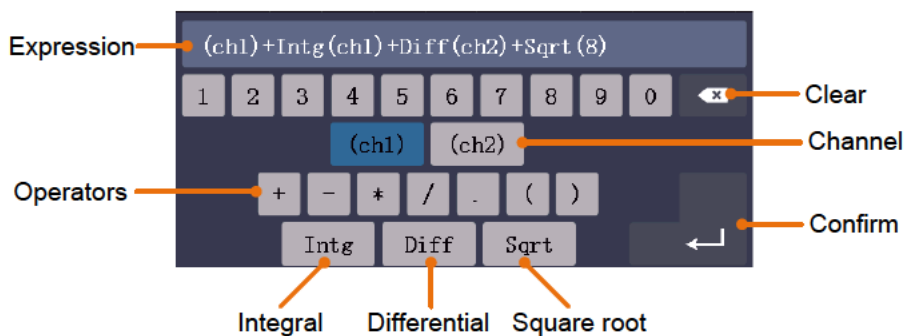 Expression (ch1)+Intg(ch1)+Diff(ch2)+Sqrt(8)
1 2 3 4 5 6 7 8 9 0 Clear
(ch1) (ch2) Channel
Operators + - * / . ( )
Confirm
Intg Diff Sqrt
Integral Differential Square root